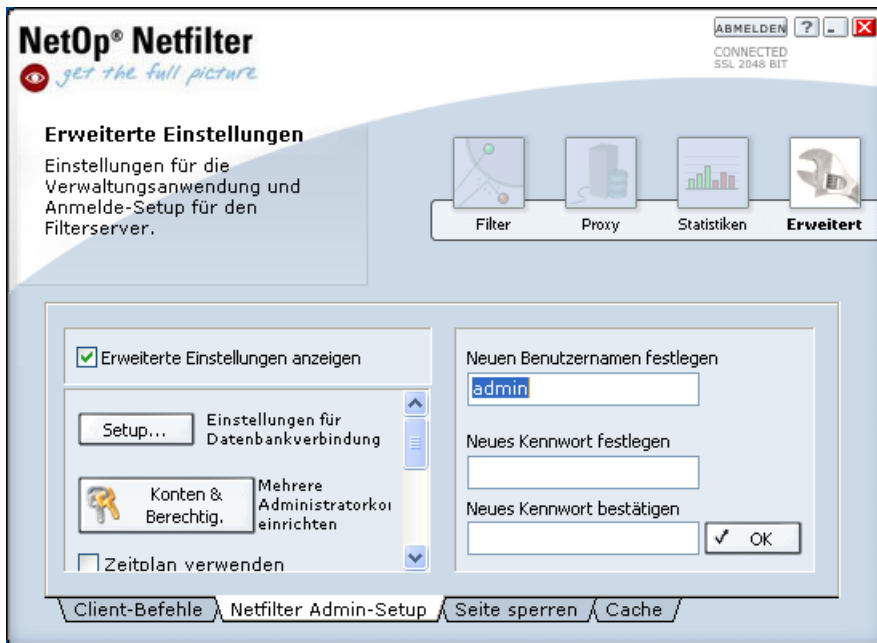 NetOp® Netfilter
get the full picture
ABMELDEN
?
CONNECTED
SSL 2048 BIT
Erweiterte Einstellungen
Einstellungen für die
Verwaltungsanwendung und
Anmelde-Setup für den
Filterserver.
Filter
Proxy
Statistiken
Erweitert
Erweiterte Einstellungen anzeigen
Setup...
Einstellungen für
Datenbankverbindung
Konten &
Berechtig.
Mehrere
Administratorkon
einrichten
Zeitplan verwenden
Neuen Benutzernamen festlegen
admin
Neues Kennwort festlegen
Neues Kennwort bestätigen
OK
Client-Befehle
Netfilter Admin-Setup
Seite sperren
Cache